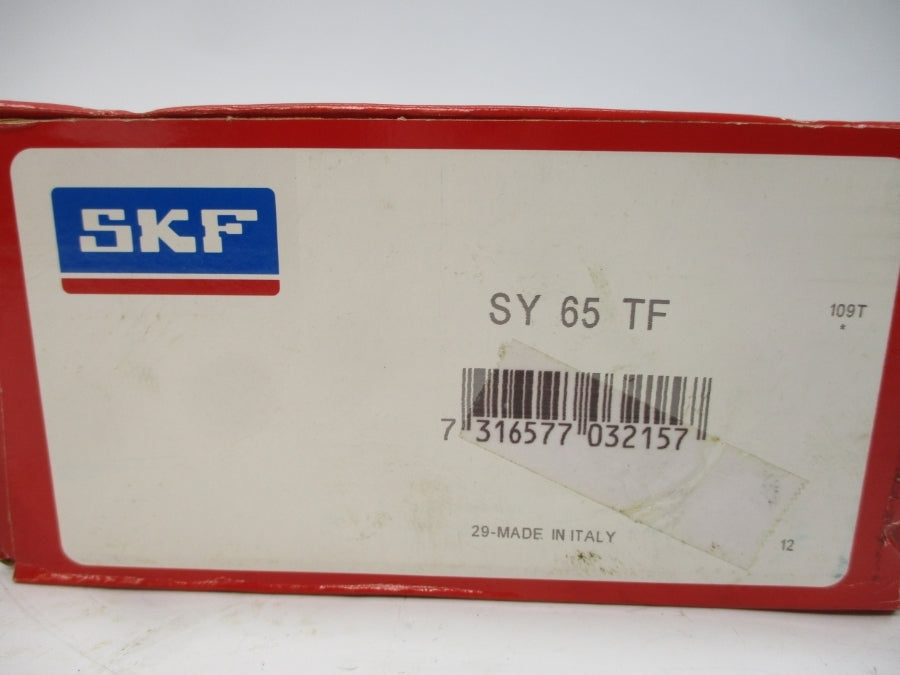 SKF
SY 65 TF
109T
*
7 316577 032157
29-MADE IN ITALY
12